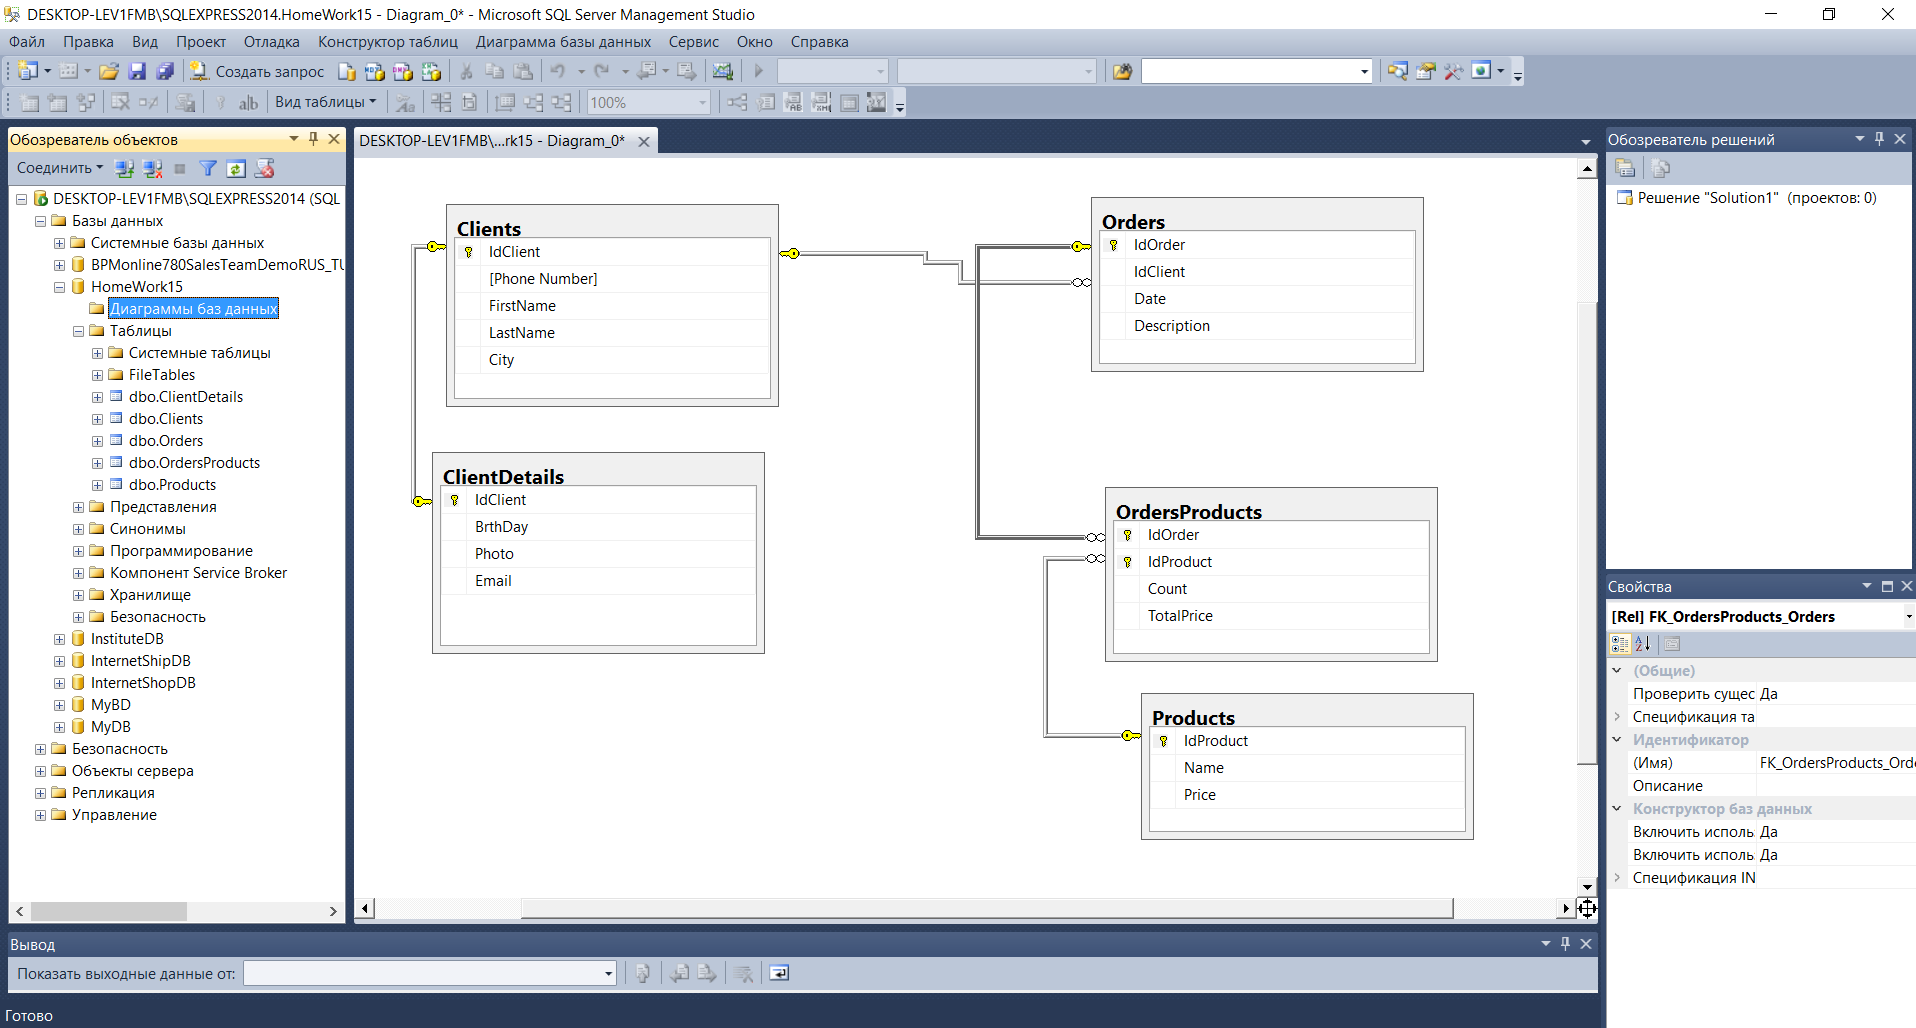 DESKTOP-LEV1FMB\SQLEXPRESS2014.HomeWork15 - Diagram_0* - Microsoft SQL Server Management Studio
Файл Правка Вид Проект Отладка Конструктор таблиц Диаграмма базы данных Сервис Окно Справка
Создать запрос
Вид таблицы 100%
Обозреватель объектов
Соединить
DESKTOP-LEV1FMB\SQLEXPRESS2014 (SQL
Базы данных
Системные базы данных
BPMonline780SalesTeamDemoRUS_TU
HomeWork15
Диаграммы баз данных
Таблицы
Системные таблицы
FileTables
dbo.ClientDetails
dbo.Clients
dbo.Orders
dbo.OrdersProducts
dbo.Products
Представления
Синонимы
Программирование
Компонент Service Broker
Хранилище
Безопасность
InstituteDB
InternetShipDB
InternetShopDB
MyBD
MyDB
Безопасность
Объекты сервера
Репликация
Управление
DESKTOP-LEV1FMB\...rk15 - Diagram_0*
Clients
IdClient
[Phone Number]
FirstName
LastName
City
ClientDetails
IdClient
BrthDay
Photo
Email
Orders
IdOrder
IdClient
Date
Description
OrdersProducts
IdOrder
IdProduct
Count
TotalPrice
Products
IdProduct
Name
Price
Обозреватель решений
Решение "Solution1" (проектов: 0)
Свойства
[Rel] FK_OrdersProducts_Orders
(Общие)
Проверить сущес Да
Спецификация та
Идентификатор
(Имя) FK_OrdersProducts_Orde
Описание
Конструктор баз данных
Включить исполь Да
Включить исполь Да
Спецификация IN
Вывод
Показать выходные данные от:
Готово